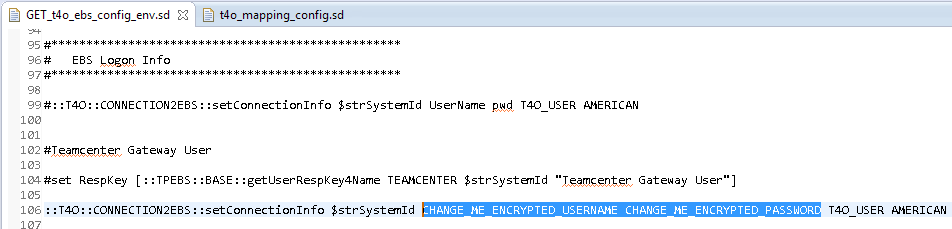 GET_t4o_ebs_config_env.sd t4o_mapping_config.sd
94
95 #**************************************************
96 #   EBS Logon Info
97 #**************************************************
98
99 #::T4O::CONNECTION2EBS::setConnectionInfo $strSystemId UserName pwd T4O_USER AMERICAN
100
101
102 #Teamcenter Gateway User
103
104 #set RespKey [::TPEBS::BASE::getUserRespKey4Name TEAMCENTER $strSystemId "Teamcenter Gateway User"]
105
106 ::T4O::CONNECTION2EBS::setConnectionInfo $strSystemId CHANGE_ME_ENCRYPTED_USERNAME CHANGE_ME_ENCRYPTED_PASSWORD T4O_USER AMERICAN
107